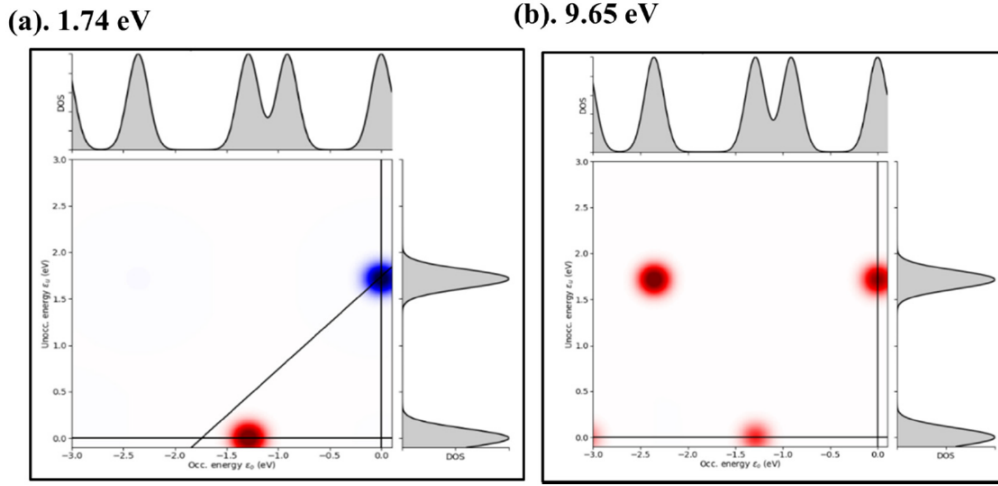 (a). 1.74 eV
(b). 9.65 eV
DOS
3.0
2.5
2.0
1.5
1.0
0.5
0.0
Unocc. energy εᵤ (eV)
−3.0 −2.5 −2.0 −1.5 −1.0 −0.5 0.0
Occ. energy εₒ (eV)
DOS
DOS
3.0
2.5
2.0
1.5
1.0
0.5
0.0
Unocc. energy εᵤ (eV)
−3.0 −2.5 −2.0 −1.5 −1.0 −0.5 0.0
Occ. energy εₒ (eV)
DOS